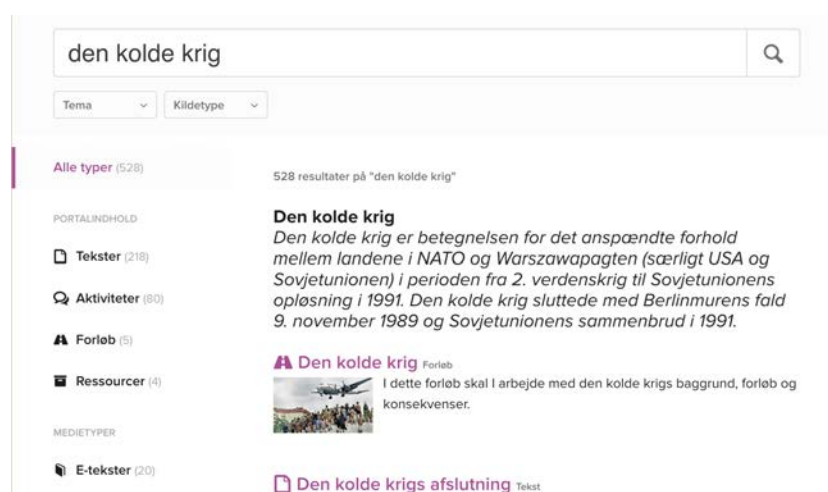 den kolde krig
Tema Kildetype
Alle typer (528)
528 resultater på "den kolde krig"
PORTALINDHOLD
Tekster (218)
Aktiviteter (80)
Forløb (5)
Ressourcer (4)
MEDIETYPER
E-tekster (20)
Den kolde krig
Den kolde krig er betegnelsen for det anspændte forhold
mellem landene i NATO og Warszawapagten (særligt USA og
Sovjetunionen) i perioden fra 2. verdenskrig til Sovjetunionens
opløsning i 1991. Den kolde krig sluttede med Berlinmurens fald
9. november 1989 og Sovjetunionens sammenbrud i 1991.
Den kolde krig Forløb
I dette forløb skal I arbejde med den kolde krigs baggrund, forløb og
konsekvenser.
Den kolde krigs afslutning Tekst